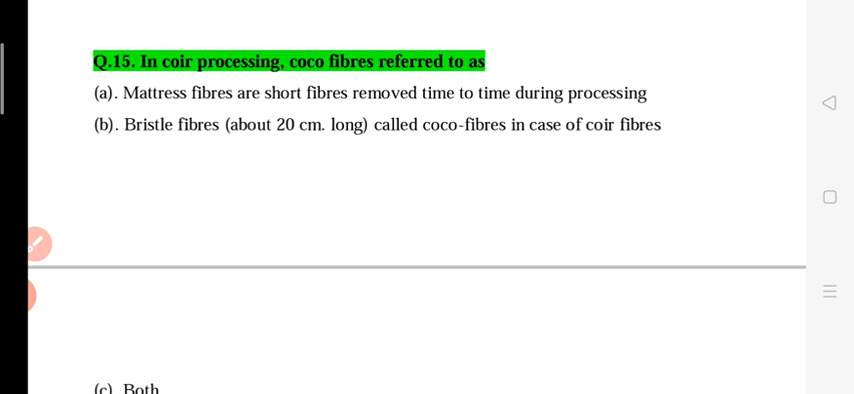 Q.15. In coir processing, coco fibres referred to as
(a). Mattress fibres are short fibres removed time to time during processing
(b). Bristle fibres (about 20 cm. long) called coco-fibres in case of coir fibres
(c). Both